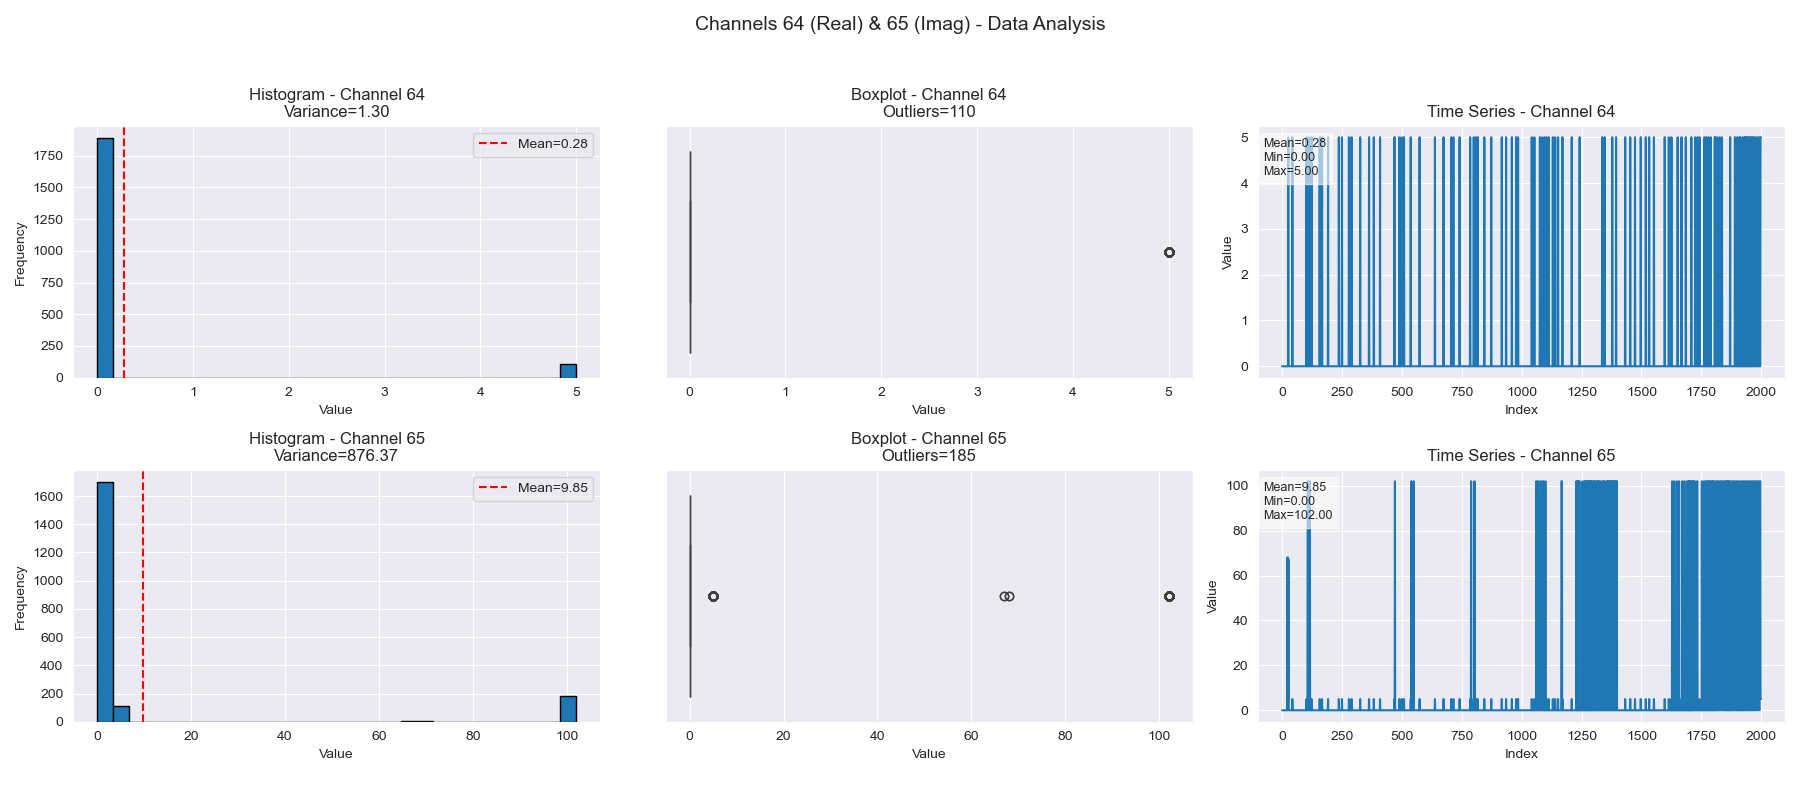 Channels 64 (Real) & 65 (Imag) - Data Analysis
Histogram - Channel 64
Variance=1.30
Mean=0.28
Frequency
1750
1500
1250
1000
750
500
250
0
0 1 2 3 4 5
Value
Boxplot - Channel 64
Outliers=110
0 1 2 3 4 5
Value
Time Series - Channel 64
Mean=0.28
Min=0.00
Max=5.00
Value
5
4
3
2
1
0
0 250 500 750 1000 1250 1500 1750 2000
Index
Histogram - Channel 65
Variance=876.37
Mean=9.85
Frequency
1600
1400
1200
1000
800
600
400
200
0
0 20 40 60 80 100
Value
Boxplot - Channel 65
Outliers=185
0 20 40 60 80 100
Value
Time Series - Channel 65
Mean=9.85
Min=0.00
Max=102.00
Value
100
80
60
40
20
0
0 250 500 750 1000 1250 1500 1750 2000
Index